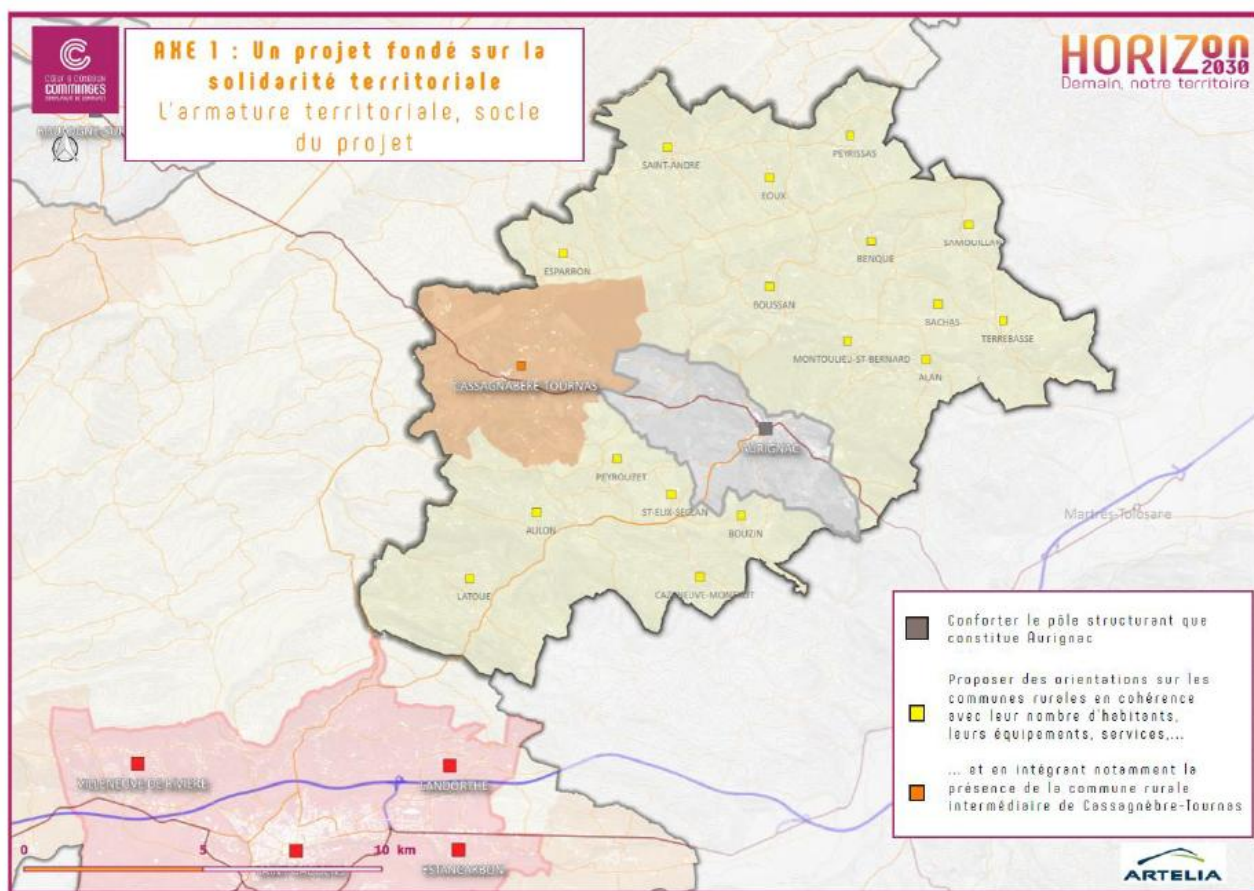 CŒUR & COTEAUX
COMMINGES
COMMUNAUTÉ DE COMMUNES
AXE 1 : Un projet fondé sur la
solidarité territoriale
L'armature territoriale, socle
du projet
HORIZON
2030
Demain, notre territoire
SAINT-ANDRE
PEYRISSAS
EOUX
SAMOUILLAN
BENQUE
ESPARRON
BOUSSAN
BACHAS
TERREBASSE
MONTOULIEU-ST-BERNARD
ALAN
CASSAGNABERE-TOURNAS
AURIGNAC
PEYROUZET
ST-ELIX-SEGLAN
AULON
BOUZIN
Martres-Tolosane
LATOUE
CAZENEUVE-MONTAUT
Conforter le pôle structurant que
constitue Aurignac
Proposer des orientations sur les
communes rurales en cohérence
avec leur nombre d'habitants,
leurs équipements, services,...
... et en intégrant notamment la
présence de la commune rurale
intermédiaire de Cassagnèbre-Tournas
VILLENEUVE-DE-RIVIERE
LANDORTHE
0 5 10 km
ESTANCARBON
ARTELIA